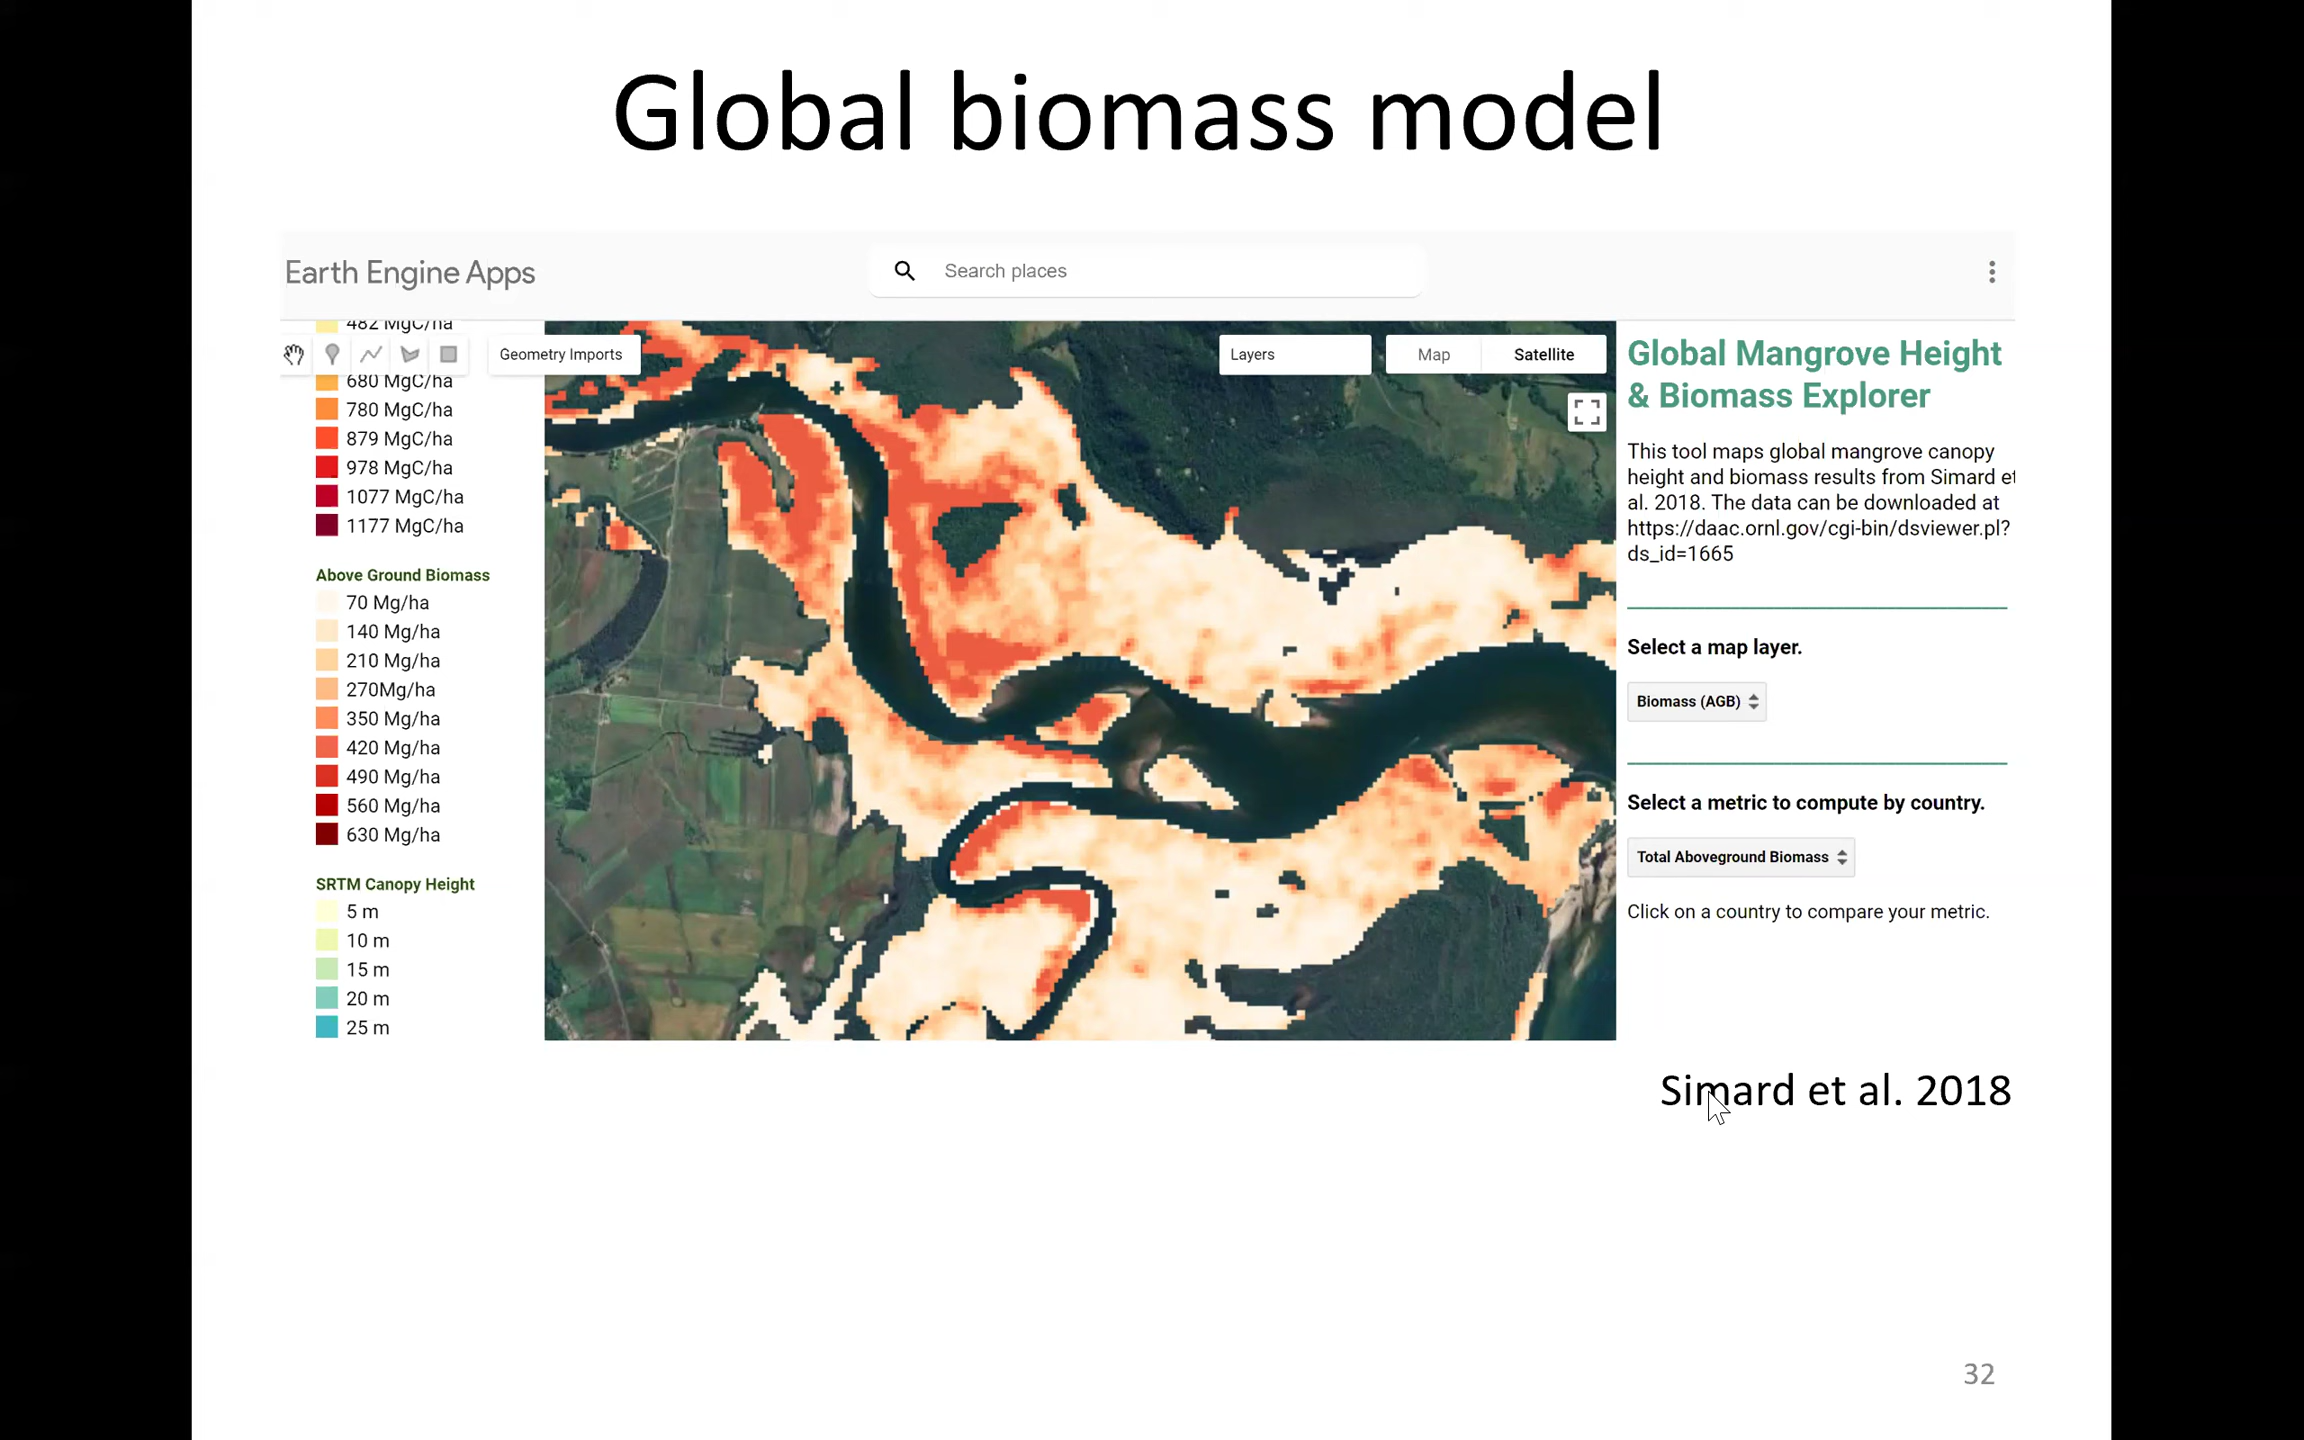 Global biomass model
Earth Engine Apps
Search places
482 MgC/ha
Geometry Imports
680 MgC/ha
780 MgC/ha
879 MgC/ha
978 MgC/ha
1077 MgC/ha
1177 MgC/ha
Above Ground Biomass
70 Mg/ha
140 Mg/ha
210 Mg/ha
270Mg/ha
350 Mg/ha
420 Mg/ha
490 Mg/ha
560 Mg/ha
630 Mg/ha
SRTM Canopy Height
5 m
10 m
15 m
20 m
25 m
Layers
Map
Satellite
Global Mangrove Height
& Biomass Explorer
This tool maps global mangrove canopy
height and biomass results from Simard et
al. 2018. The data can be downloaded at
https://daac.ornl.gov/cgi-bin/dsviewer.pl?
ds_id=1665
Select a map layer.
Biomass (AGB)
Select a metric to compute by country.
Total Aboveground Biomass
Click on a country to compare your metric.
Simard et al. 2018
32